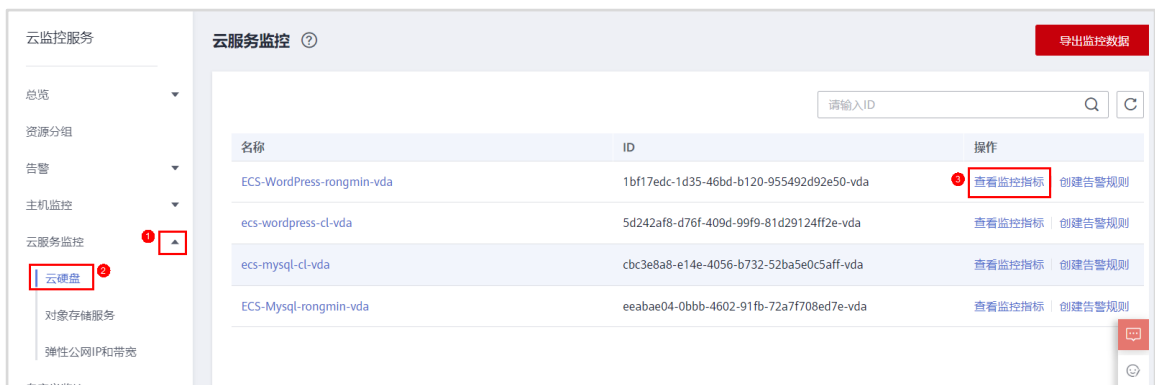 云监控服务
总览
资源分组
告警
主机监控
云服务监控 1
云硬盘 2
对象存储服务
弹性公网IP和带宽
云服务监控 ?
导出监控数据
请输入ID
名称 ID 操作
ECS-WordPress-rongmin-vda 1bf17edc-1d35-46bd-b120-955492d92e50-vda 3 查看监控指标 创建告警规则
ecs-wordpress-cl-vda 5d242af8-d76f-409d-99f9-81d29124ff2e-vda 查看监控指标 创建告警规则
ecs-mysql-cl-vda cbc3e8a8-e14e-4056-b732-52ba5e0c5aff-vda 查看监控指标 创建告警规则
ECS-Mysql-rongmin-vda eeabae04-0bbb-4602-91fb-72a7f708ed7e-vda 查看监控指标 创建告警规则